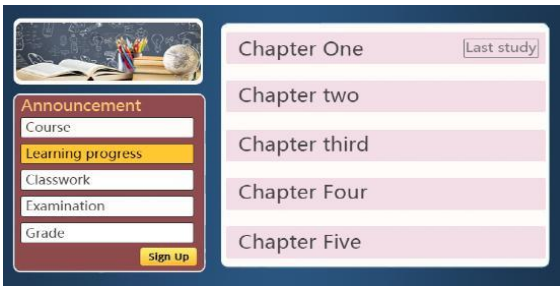 Announcement
Course
Learning progress
Classwork
Examination
Grade
Sign Up
Chapter One
Last study
Chapter two
Chapter third
Chapter Four
Chapter Five